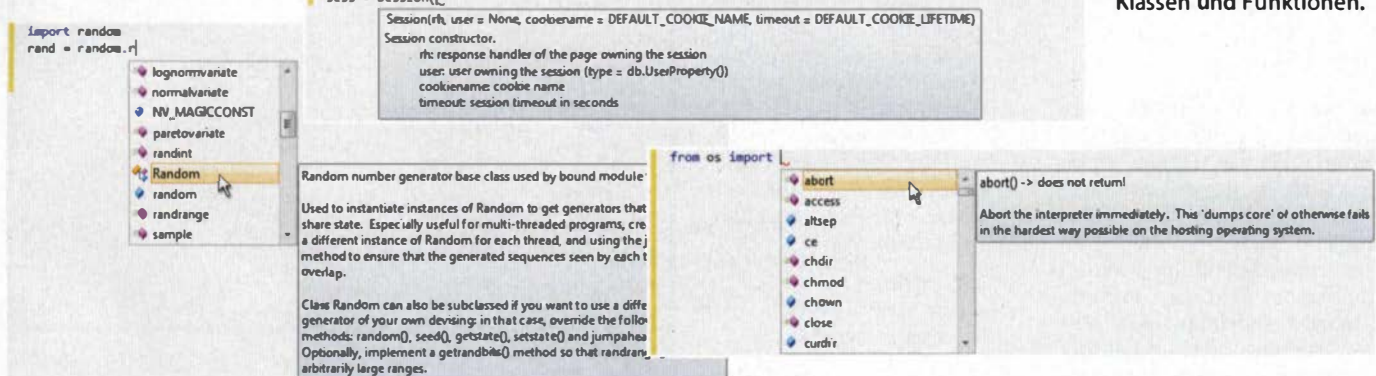 Klassen und Funktionen.
Session(rh, user = None, coobename = DEFAULT_COOKIE_NAME, timeout = DEFAULT_COOKIE_LIFETIME)
Session constructor.
rh: response handler of the page owning the session
user: user owning the session (type = db.UserProperty())
cookiename: cookie name
timeout: session timeout in seconds
import random
rand = random.r
lognormvariate
normalvariate
NV_MAGICCONST
paretovariate
randint
Random
random
randrange
sample
Random number generator base class used by bound module
Used to instantiate instances of Random to get generators that
share state. Especially useful for multi-threaded programs, cre
a different instance of Random for each thread, and using the j
method to ensure that the generated sequences seen by each t
overlap.
Class Random can also be subclassed if you want to use a diffe
generator of your own devising: in that case, override the follo
methods: random(), seed(), getstate(), setstate() and jumpahea
Optionally, implement a getrandbits() method so that randrang
arbitrarily large ranges.
from os import
abort
access
altsep
ce
chdir
chmod
chown
close
curdir
abort() -> does not return!
Abort the interpreter immediately. This 'dumps core' or otherwise fails
in the hardest way possible on the hosting operating system.